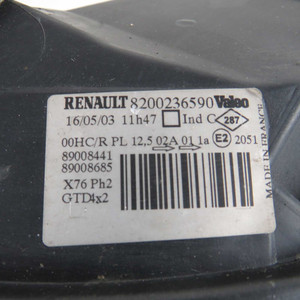 RENAULT 8200236590 Valeo
16/05/03 11h47 Ind C 287
00HC/R PL 12,5 02A 01 1a E2 2051
89008441
89008685
X76 Ph2
GTD4x2
MADE IN FRANCE